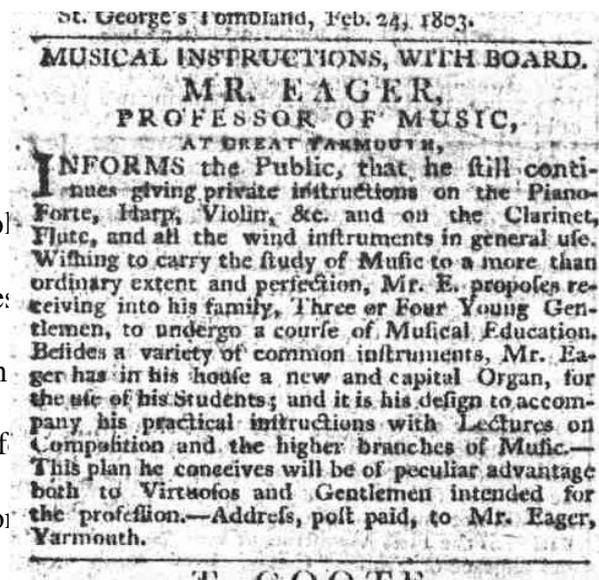 St. George's Tombland, Feb. 24, 1803.
MUSICAL INSTRUCTIONS, WITH BOARD.
MR. EAGER,
PROFESSOR OF MUSIC,
AT GREAT YARMOUTH,
INFORMS the Public, that he ſtill conti-
nues giving private inſtructions on the Piano-
Forte, Harp, Violin, &c. and on the Clarinet,
Flute, and all the wind inſtruments in general uſe.
Wiſhing to carry the ſtudy of Muſic to a more than
ordinary extent and perfection, Mr. E. propoſes re-
ceiving into his family, Three or Four Young Gen-
tlemen, to undergo a courſe of Muſical Education.
Beſides a variety of common inſtruments, Mr. Ea-
ger has in his houſe a new and capital Organ, for
the uſe of his Students; and it is his deſign to accom-
pany his practical inſtructions with Lectures on
Compoſition and the higher branches of Muſic.—
This plan he conceives will be of peculiar advantage
both to Virtuoſos and Gentlemen intended for
the profeſſion.—Addreſs, poſt paid, to Mr. Eager,
Yarmouth.